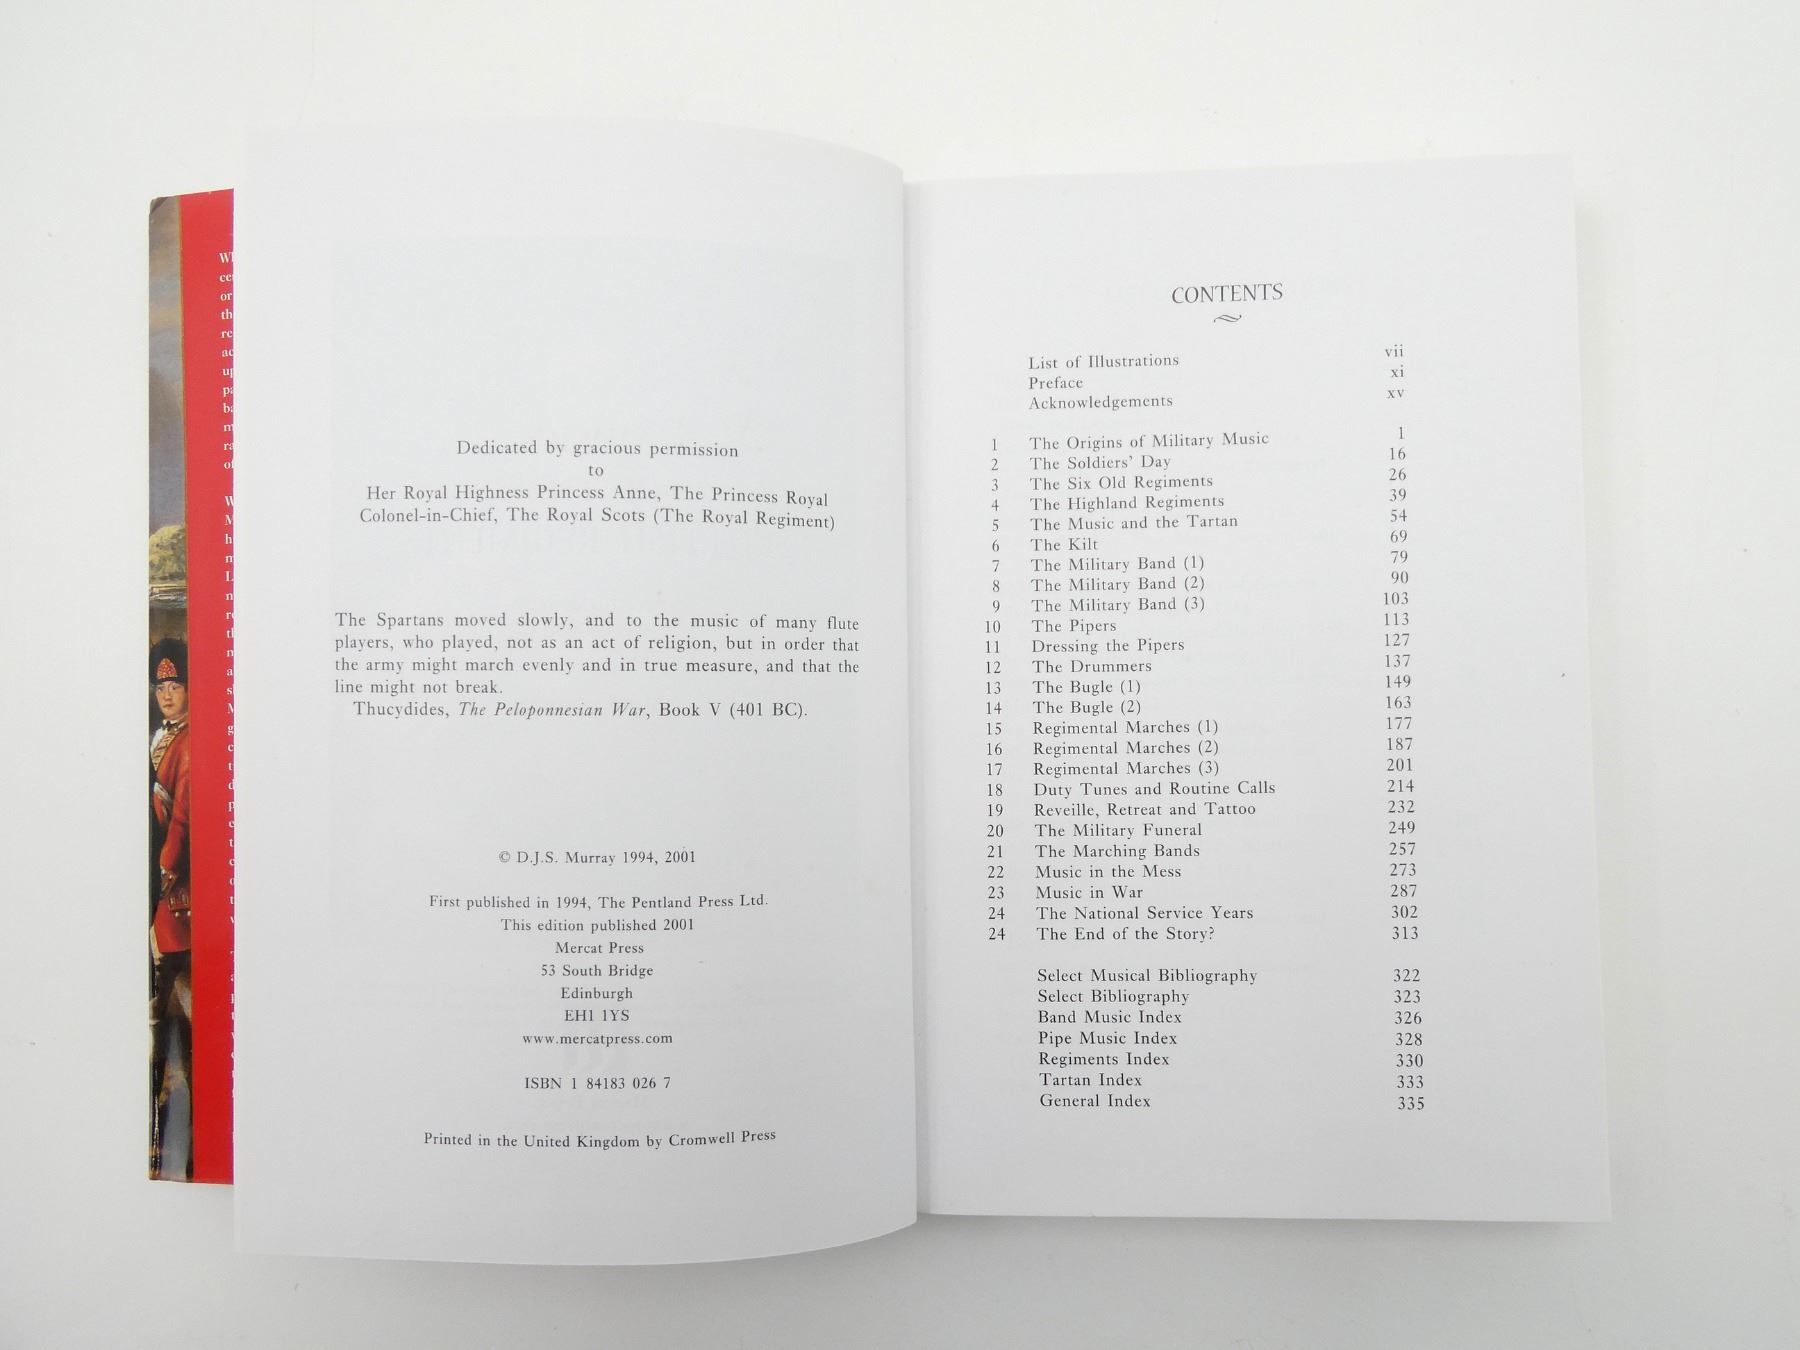 Dedicated by gracious permission
to
Her Royal Highness Princess Anne, The Princess Royal
Colonel-in-Chief, The Royal Scots (The Royal Regiment)
The Spartans moved slowly, and to the music of many flute
players, who played, not as an act of religion, but in order that
the army might march evenly and in true measure, and that the
line might not break.
Thucydides, The Peloponnesian War, Book V (401 BC).
© D.J.S. Murray 1994, 2001
First published in 1994, The Pentland Press Ltd.
This edition published 2001
Mercat Press
53 South Bridge
Edinburgh
EH1 1YS
www.mercatpress.com
ISBN 1 84183 026 7
Printed in the United Kingdom by Cromwell Press
CONTENTS
List of Illustrations vii
Preface xi
Acknowledgements xv
1 The Origins of Military Music 1
2 The Soldiers' Day 16
3 The Six Old Regiments 26
4 The Highland Regiments 39
5 The Music and the Tartan 54
6 The Kilt 69
7 The Military Band (1) 79
8 The Military Band (2) 90
9 The Military Band (3) 103
10 The Pipers 113
11 Dressing the Pipers 127
12 The Drummers 137
13 The Bugle (1) 149
14 The Bugle (2) 163
15 Regimental Marches (1) 177
16 Regimental Marches (2) 187
17 Regimental Marches (3) 201
18 Duty Tunes and Routine Calls 214
19 Reveille, Retreat and Tattoo 232
20 The Military Funeral 249
21 The Marching Bands 257
22 Music in the Mess 273
23 Music in War 287
24 The National Service Years 302
24 The End of the Story? 313
Select Musical Bibliography 322
Select Bibliography 323
Band Music Index 326
Pipe Music Index 328
Regiments Index 330
Tartan Index 333
General Index 335